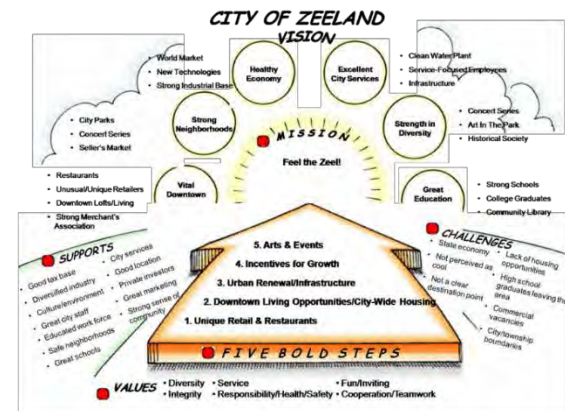 CITY OF ZEELAND
VISION
World Market
New Technologies
Strong Industrial Base
Healthy
Economy
Excellent
City Services
Clean Water Plant
Service-Focused Employees
Infrastructure
City Parks
Concert Series
Seller's Market
Strong
Neighborhoods
Strength in
Diversity
Concert Series
Art In The Park
Historical Society
MISSION
Feel the Zeel!
Restaurants
Unusual/Unique Retailers
Downtown Lofts/Living
Strong Merchant's
Association
Vital
Downtown
Great
Education
Strong Schools
College Graduates
Community Library
SUPPORTS
Good tax base
Diversified industry
Culture/environment
Great city staff
Educated work force
Safe neighborhoods
Great schools
City services
Good location
Private investors
Great marketing
Strong sense of
community
5. Arts & Events
4. Incentives for Growth
3. Urban Renewal/Infrastructure
2. Downtown Living Opportunities/City-Wide Housing
1. Unique Retail & Restaurants
CHALLENGES
State economy
Not perceived as
cool
Not a clear
destination point
Lack of housing
opportunities
High school
graduates leaving the
area
Commercial
vacancies
City/township
boundaries
FIVE BOLD STEPS
VALUES
• Diversity • Service • Fun/Inviting
• Integrity • Responsibility/Health/Safety • Cooperation/Teamwork